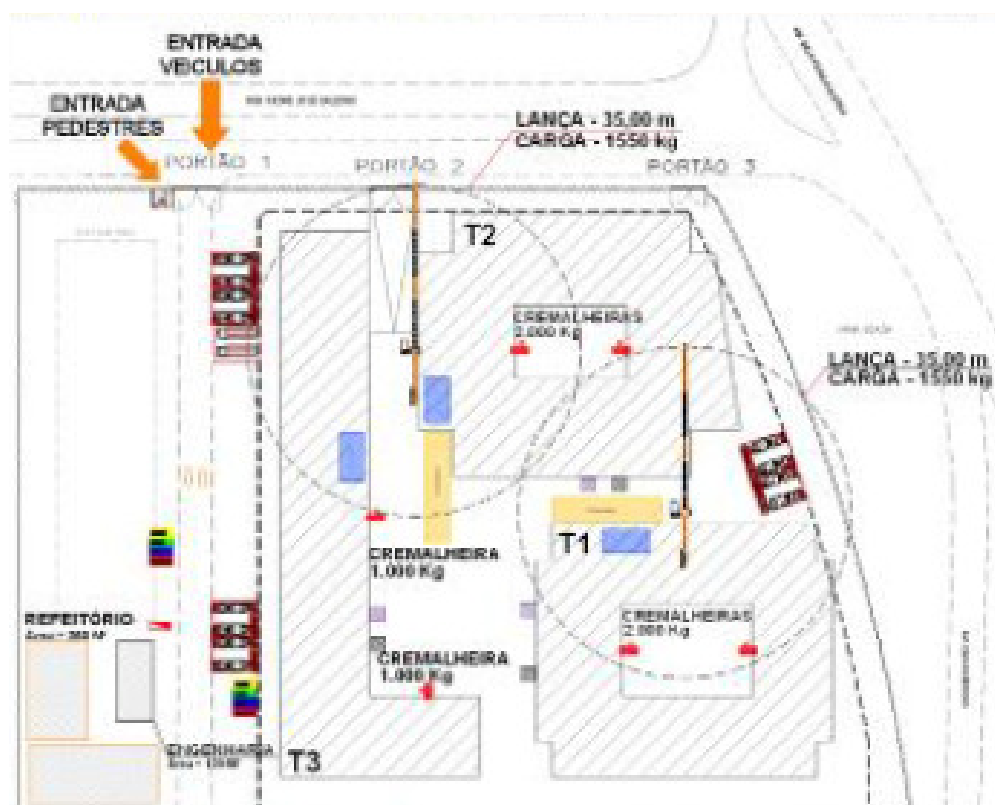 ENTRADA
VEICULOS
ENTRADA
PEDESTRES
PORTÃO 1
PORTÃO 2
PORTÃO 3
LANÇA - 35,00 m
CARGA - 1550 kg
T2
CREMALHEIRAS
2.000 Kg
LANÇA - 35,00 m
CARGA - 1550 kg
T1
CREMALHEIRA
1.000 Kg
REFEITÓRIO
CREMALHEIRAS
2.000 Kg
CREMALHEIRA
1.000 Kg
ENGENHARIA
T3